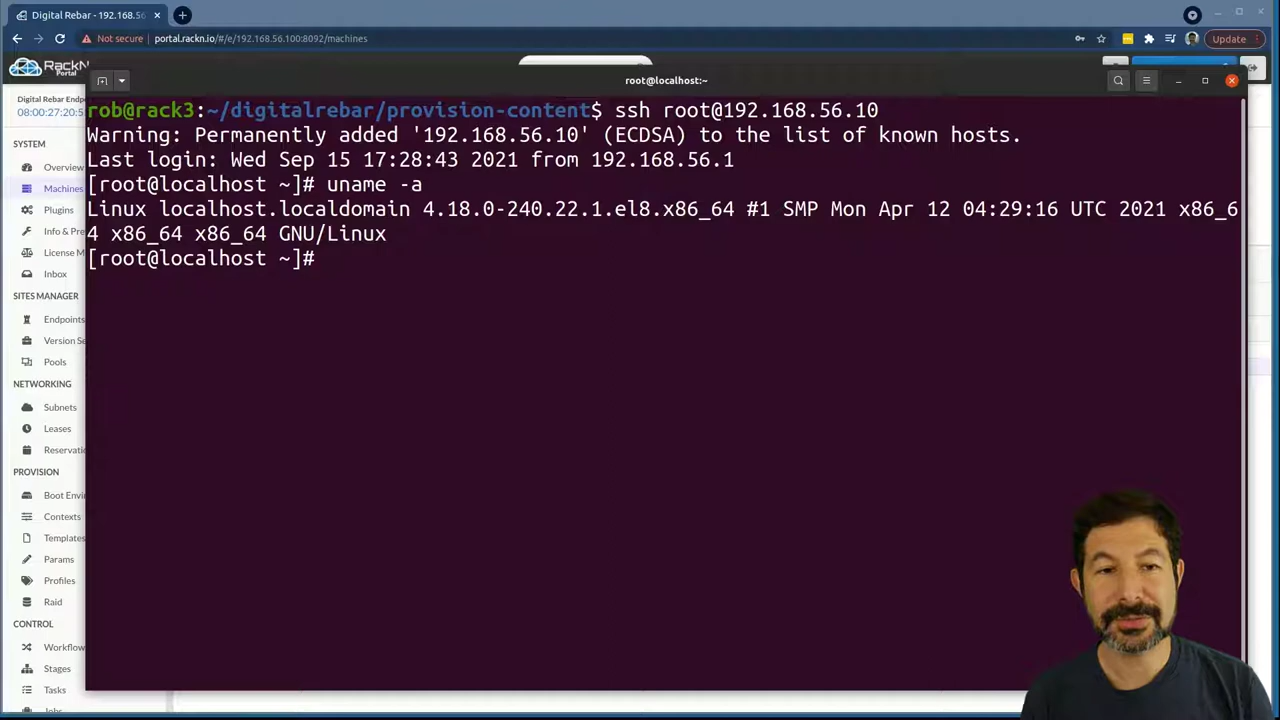 Digital Rebar - 192.168.56
Not secure portal.rackn.io/#/e/192.168.56.100:8092/machines
Update
RackN
Portal
root@localhost:~
Digital Rebar Endp
08:00:27:20:5
SYSTEM
Overview
Machines
Plugins
Info & Pre
License M
Inbox
SITES MANAGER
Endpoints
Version Se
Pools
NETWORKING
Subnets
Leases
Reservatio
PROVISION
Boot Envi
Contexts
Templates
Params
Profiles
Raid
CONTROL
Workflow
Stages
Tasks
rob@rack3:~/digitalrebar/provision-content$ ssh root@192.168.56.10
Warning: Permanently added '192.168.56.10' (ECDSA) to the list of known hosts.
Last login: Wed Sep 15 17:28:43 2021 from 192.168.56.1
[root@localhost ~]# uname -a
Linux localhost.localdomain 4.18.0-240.22.1.el8.x86_64 #1 SMP Mon Apr 12 04:29:16 UTC 2021 x86_6
4 x86_64 x86_64 GNU/Linux
[root@localhost ~]#